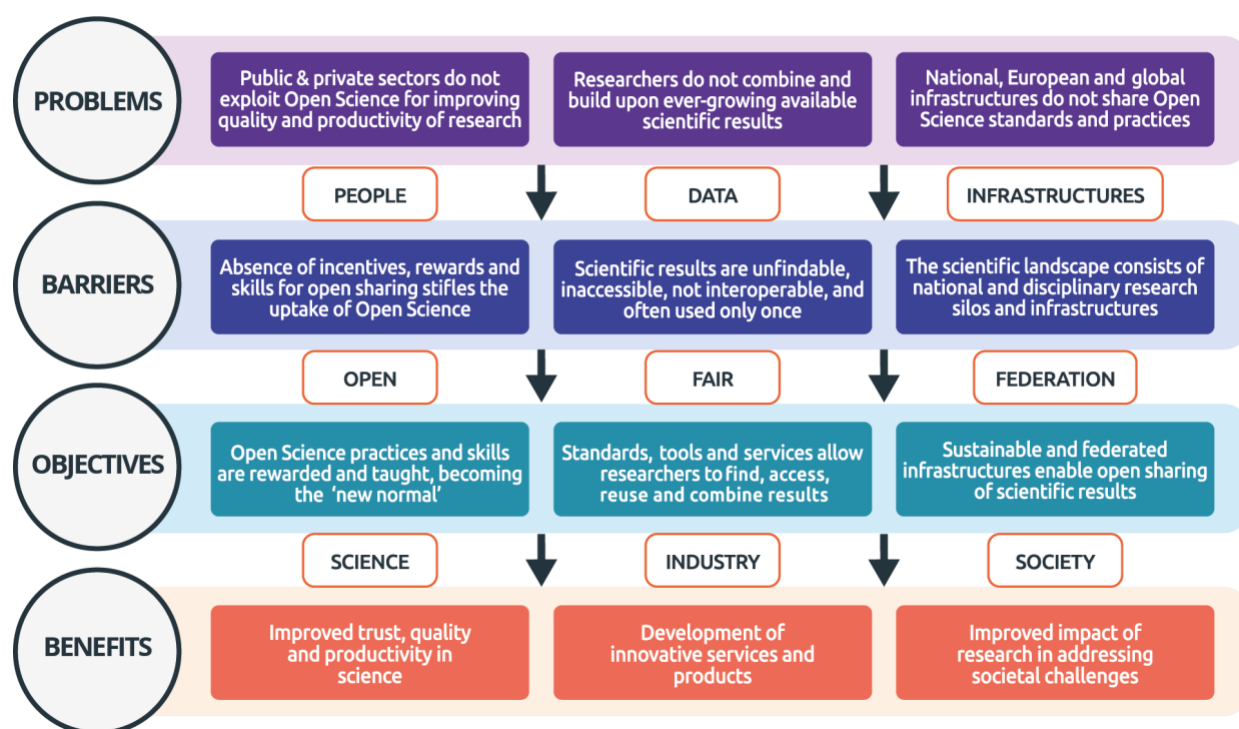 PROBLEMS
Public & private sectors do not
exploit Open Science for improving
quality and productivity of research
Researchers do not combine and
build upon ever-growing available
scientific results
National, European and global
infrastructures do not share Open
Science standards and practices
PEOPLE
DATA
INFRASTRUCTURES
BARRIERS
Absence of incentives, rewards and
skills for open sharing stifles the
uptake of Open Science
Scientific results are unfindable,
inaccessible, not interoperable, and
often used only once
The scientific landscape consists of
national and disciplinary research
silos and infrastructures
OPEN
FAIR
FEDERATION
OBJECTIVES
Open Science practices and skills
are rewarded and taught, becoming
the 'new normal'
Standards, tools and services allow
researchers to find, access,
reuse and combine results
Sustainable and federated
infrastructures enable open sharing
of scientific results
SCIENCE
INDUSTRY
SOCIETY
BENEFITS
Improved trust, quality
and productivity in
science
Development of
innovative services and
products
Improved impact of
research in addressing
societal challenges